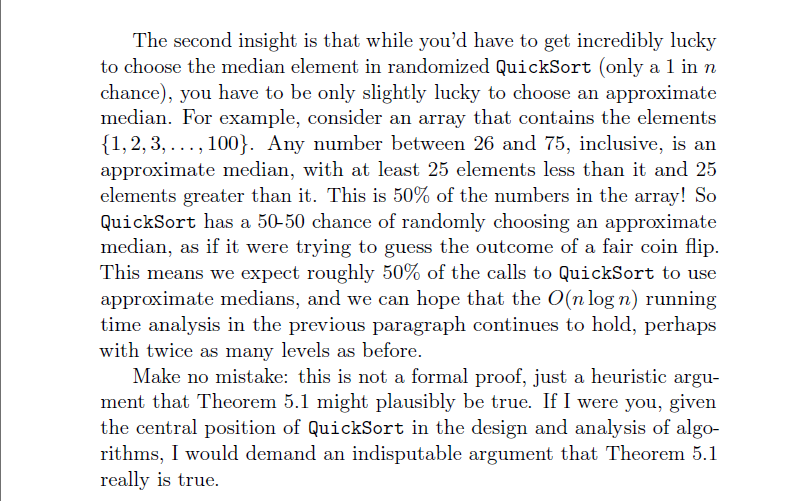 The second insight is that while you'd have to get incredibly lucky
to choose the median element in randomized QuickSort (only a 1 in n
chance), you have to be only slightly lucky to choose an approximate
median. For example, consider an array that contains the elements
{1, 2, 3, . . . , 100}. Any number between 26 and 75, inclusive, is an
approximate median, with at least 25 elements less than it and 25
elements greater than it. This is 50% of the numbers in the array! So
QuickSort has a 50-50 chance of randomly choosing an approximate
median, as if it were trying to guess the outcome of a fair coin flip.
This means we expect roughly 50% of the calls to QuickSort to use
approximate medians, and we can hope that the O(n log n) running
time analysis in the previous paragraph continues to hold, perhaps
with twice as many levels as before.
Make no mistake: this is not a formal proof, just a heuristic argu-
ment that Theorem 5.1 might plausibly be true. If I were you, given
the central position of QuickSort in the design and analysis of algo-
rithms, I would demand an indisputable argument that Theorem 5.1
really is true.